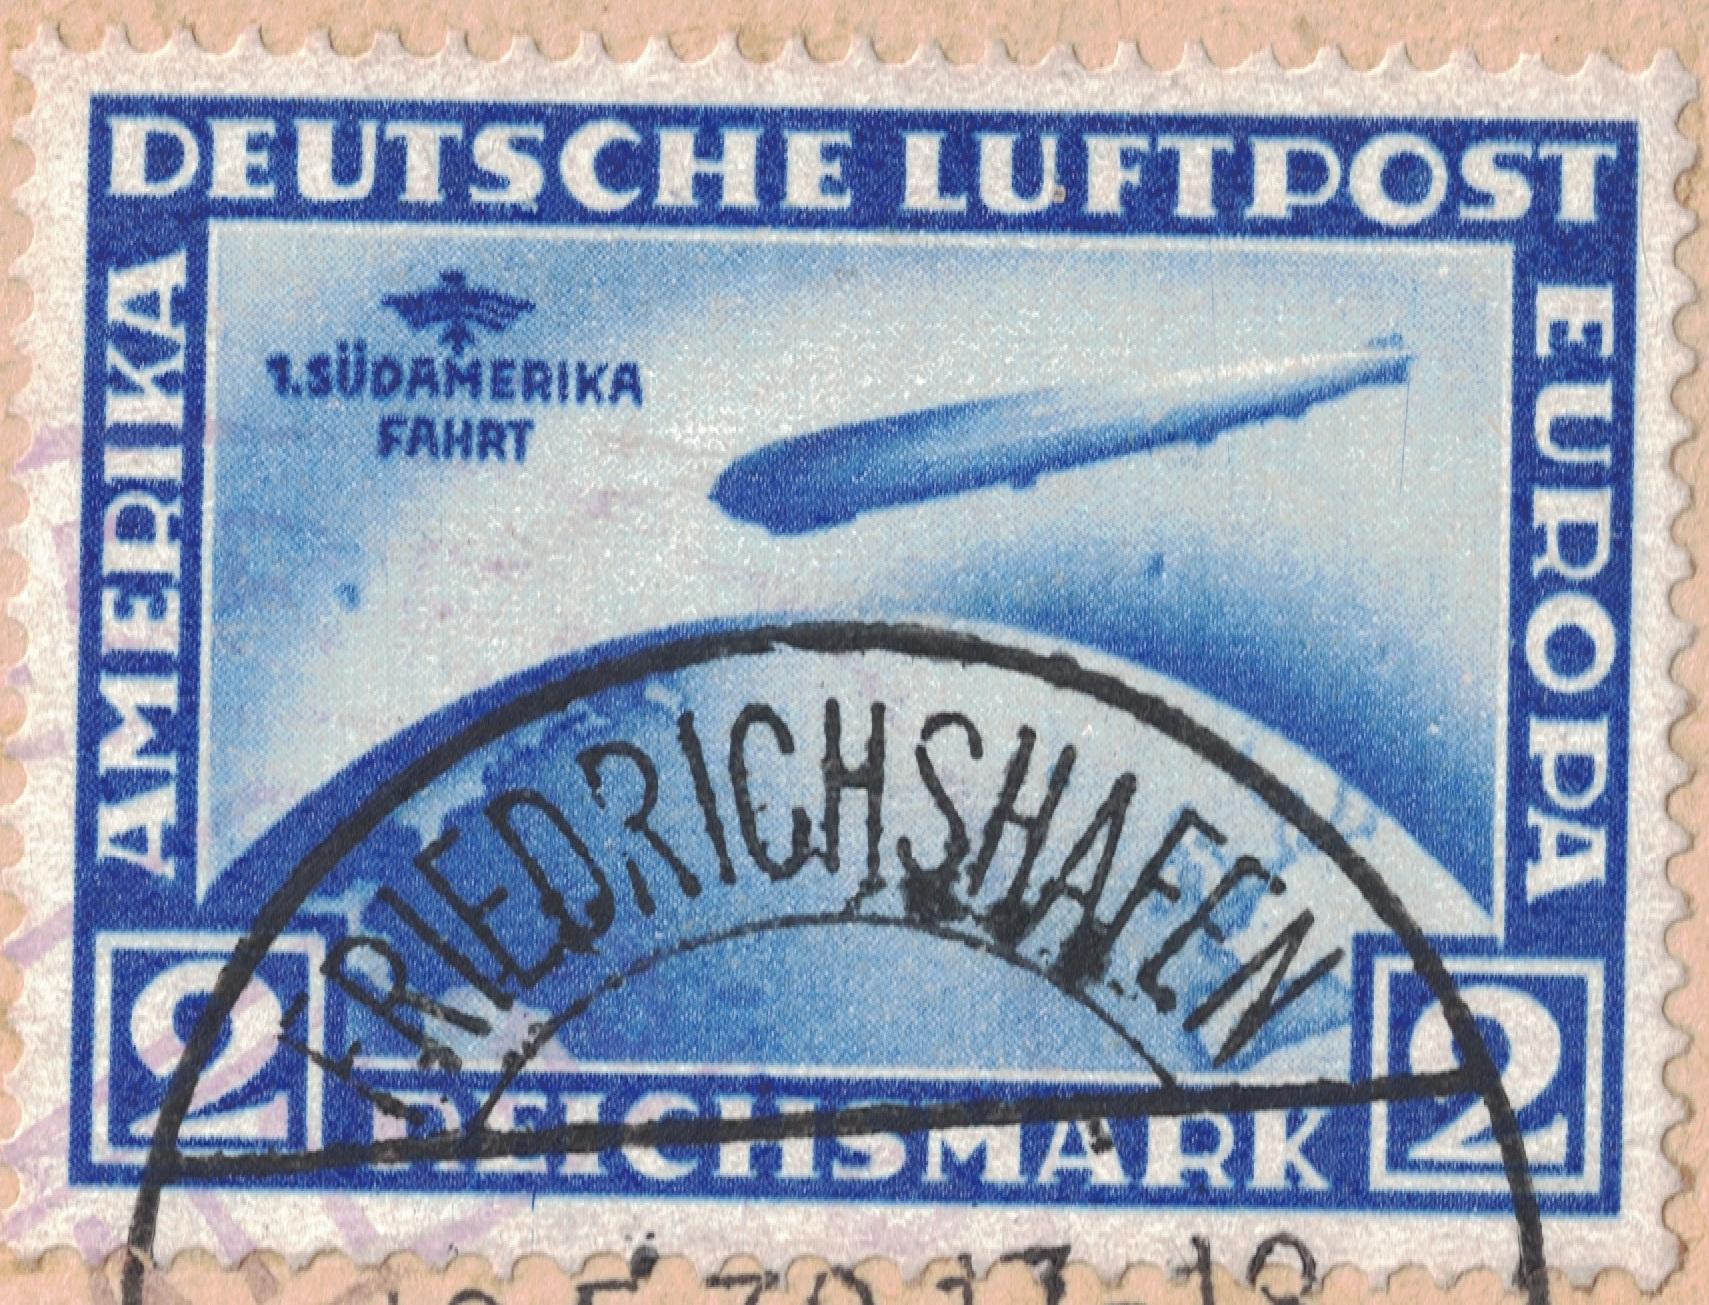 DEUTSCHE LUFTPOST
AMERIKA
EUROPA
1.SÜDAMERIKA
FAHRT
FRIEDRICHSHAFEN
2 REICHSMARK 2